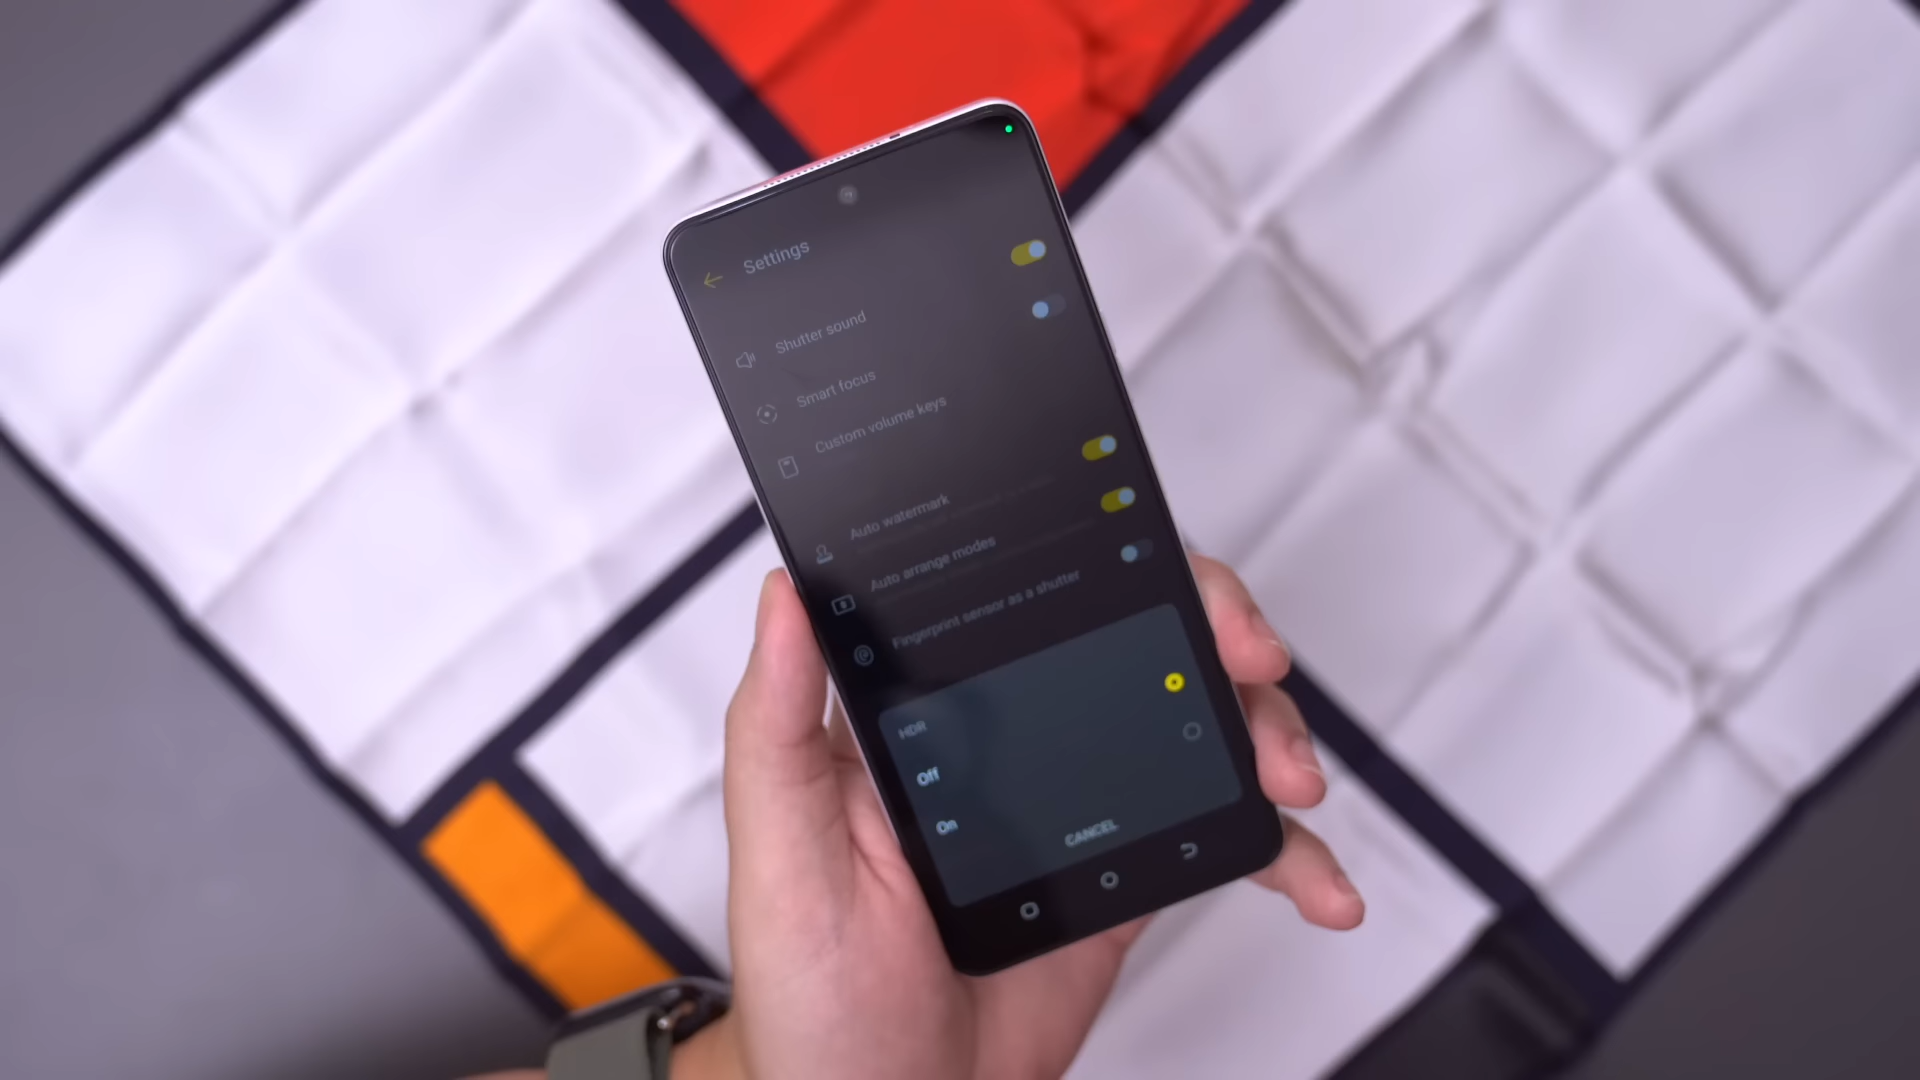 Settings
Shutter sound
Smart focus
Custom volume keys
Auto watermark
Auto arrange modes
Fingerprint sensor as a shutter
HDR
Off
On
CANCEL